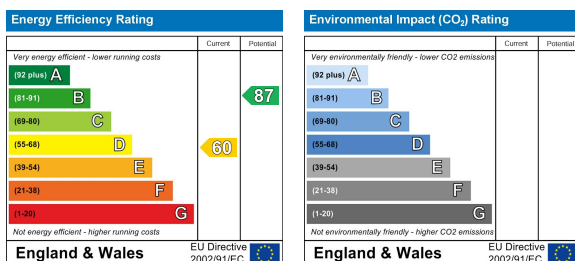 Energy Efficiency Rating
Current Potential
Very energy efficient - lower running costs
(92 plus) A
(81-91) B
87
(69-80) C
(55-68) D
60
(39-54) E
(21-38) F
(1-20) G
Not energy efficient - higher running costs
England & Wales
EU Directive
2002/91/EC
Environmental Impact (CO2) Rating
Current Potential
Very environmentally friendly - lower CO2 emissions
(92 plus) A
(81-91) B
(69-80) C
(55-68) D
(39-54) E
(21-38) F
(1-20) G
Not environmentally friendly - higher CO2 emissions
England & Wales
EU Directive
2002/91/EC